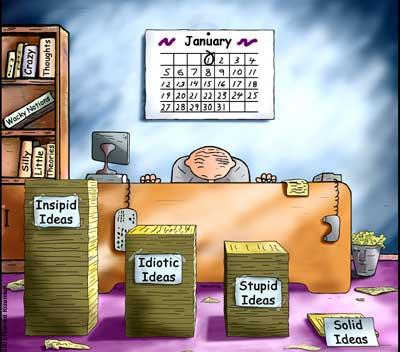 January
1 2 3 4
5 6 7 8 9 10 11
12 13 14 15 16 17 18
19 20 21 22 23 24 25
27 28 29 30 31
Crazy
Thoughts
Wacky Notions
Silly
Little
Theories
Insipid
Ideas
Idiotic
Ideas
Stupid
Ideas
Solid
Ideas